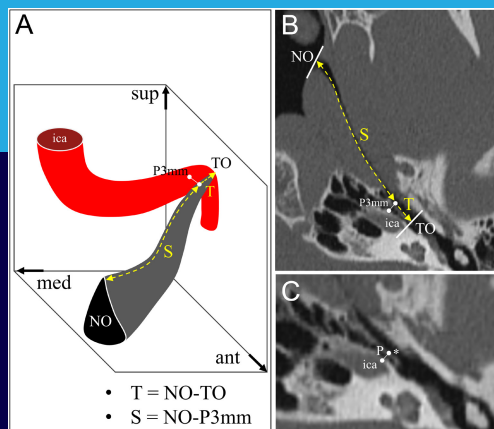 A
sup
ica
TO
P3mm
T
S
med
NO
ant
• T = NO-TO
• S = NO-P3mm
B
NO
S
P3mm
T
ica
TO
C
P *
ica